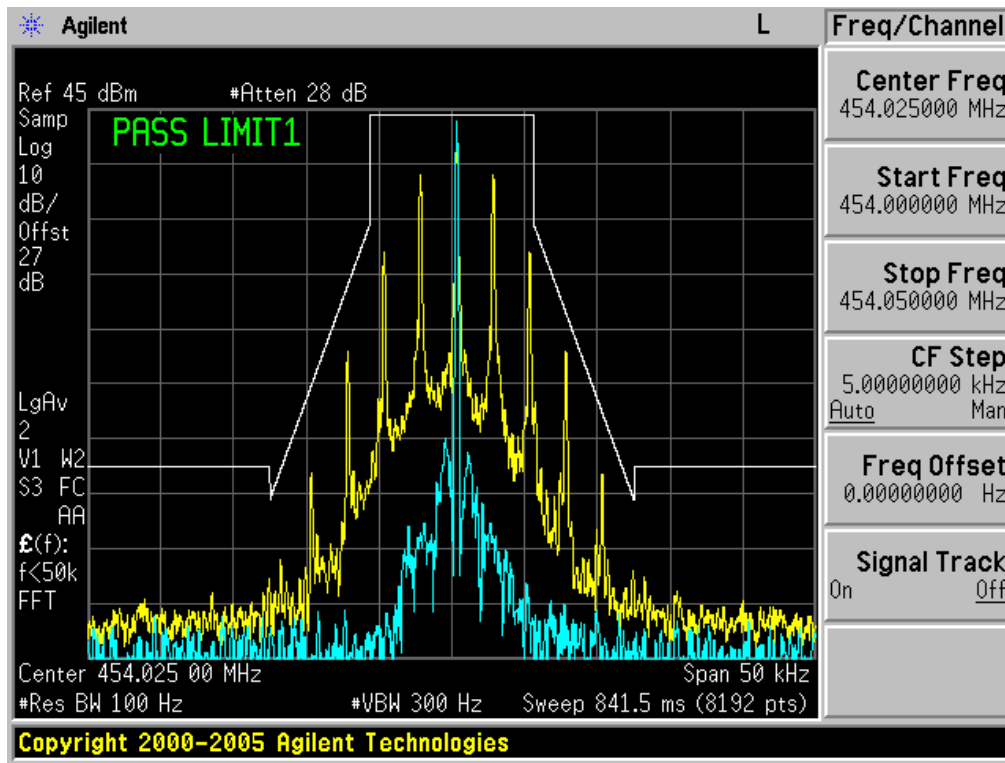 Agilent L
Ref 45 dBm #Atten 28 dB
Samp
Log
10
dB/
Offst
27
dB
PASS LIMIT1
LgAv
2
V1 W2
S3 FC
AA
£(f):
f<50k
FFT
Center 454.025 00 MHz Span 50 kHz
#Res BW 100 Hz #VBW 300 Hz Sweep 841.5 ms (8192 pts)
Copyright 2000-2005 Agilent Technologies
Freq/Channel
Center Freq
454.025000 MHz
Start Freq
454.000000 MHz
Stop Freq
454.050000 MHz
CF Step
5.00000000 kHz
Auto Man
Freq Offset
0.00000000 Hz
Signal Track
On Off